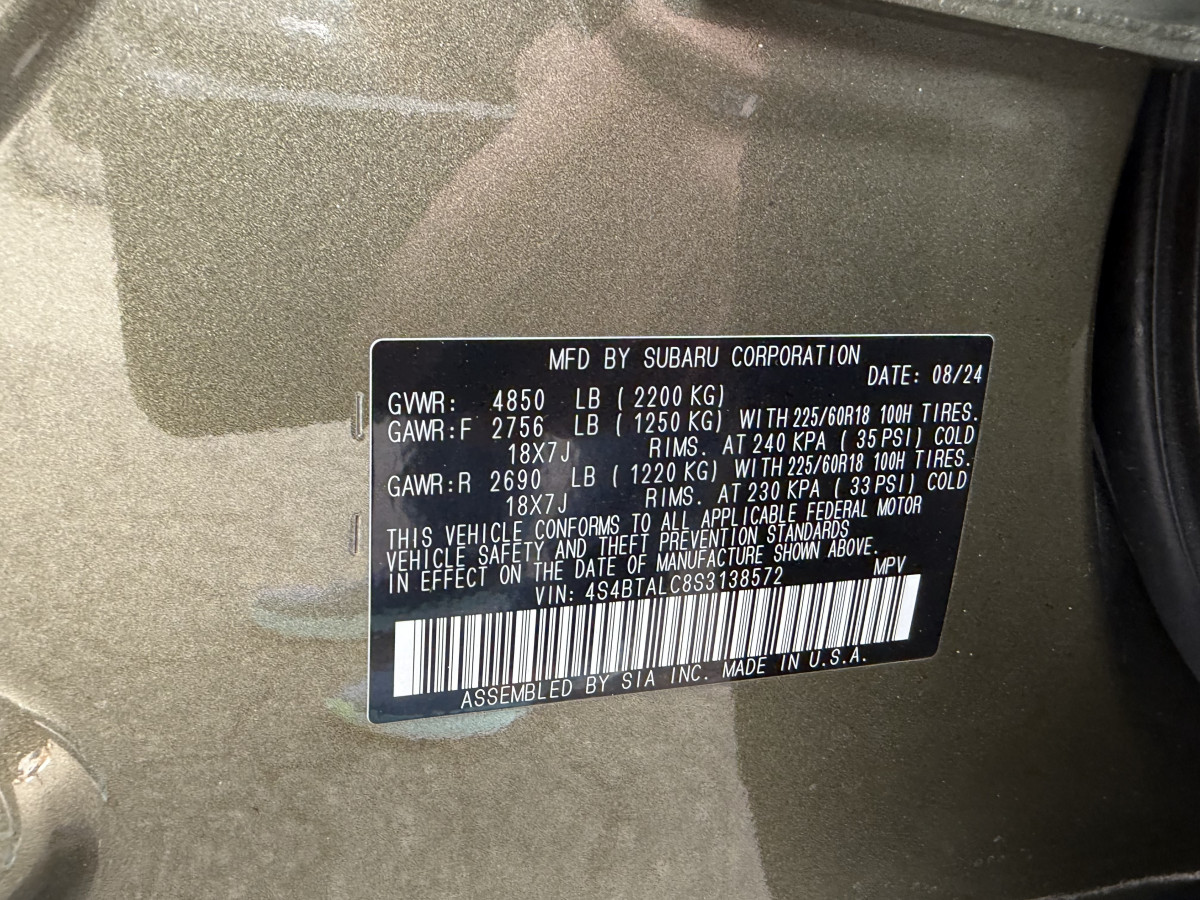 MFD BY SUBARU CORPORATION
DATE: 08/24
GVWR: 4850 LB ( 2200 KG)
GAWR:F 2756 LB ( 1250 KG) WITH 225/60R18 100H TIRES.
18X7J RIMS. AT 240 KPA ( 35 PSI) COLD
GAWR:R 2690 LB ( 1220 KG) WITH 225/60R18 100H TIRES.
18X7J RIMS. AT 230 KPA ( 33 PSI) COLD
THIS VEHICLE CONFORMS TO ALL APPLICABLE FEDERAL MOTOR
VEHICLE SAFETY AND THEFT PREVENTION STANDARDS
IN EFFECT ON THE DATE OF MANUFACTURE SHOWN ABOVE.
VIN: 4S4BTALC8S3138572 MPV
ASSEMBLED BY SIA INC. MADE IN U.S.A.